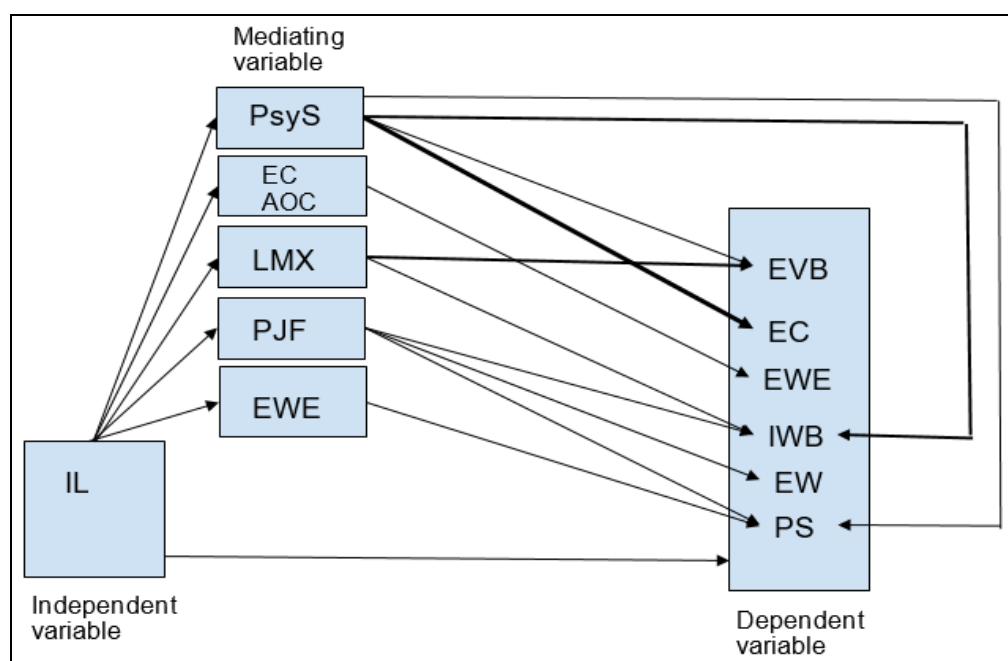 Mediating
variable
PsyS
EC
AOC
LMX
PJF
EWE
IL
Independent
variable
EVB
EC
EWE
IWB
EW
PS
Dependent
variable